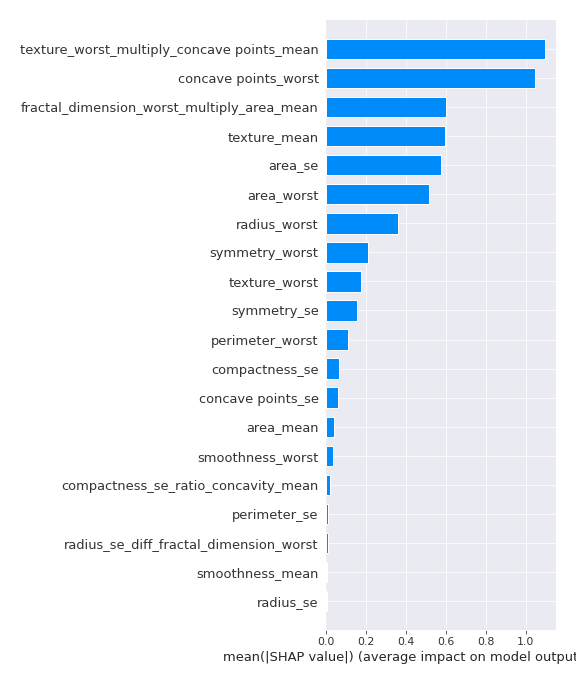 texture_worst_multiply_concave points_mean
concave points_worst
fractal_dimension_worst_multiply_area_mean
texture_mean
area_se
area_worst
radius_worst
symmetry_worst
texture_worst
symmetry_se
perimeter_worst
compactness_se
concave points_se
area_mean
smoothness_worst
compactness_se_ratio_concavity_mean
perimeter_se
radius_se_diff_fractal_dimension_worst
smoothness_mean
radius_se
0.0 0.2 0.4 0.6 0.8 1.0
mean(|SHAP value|) (average impact on model output